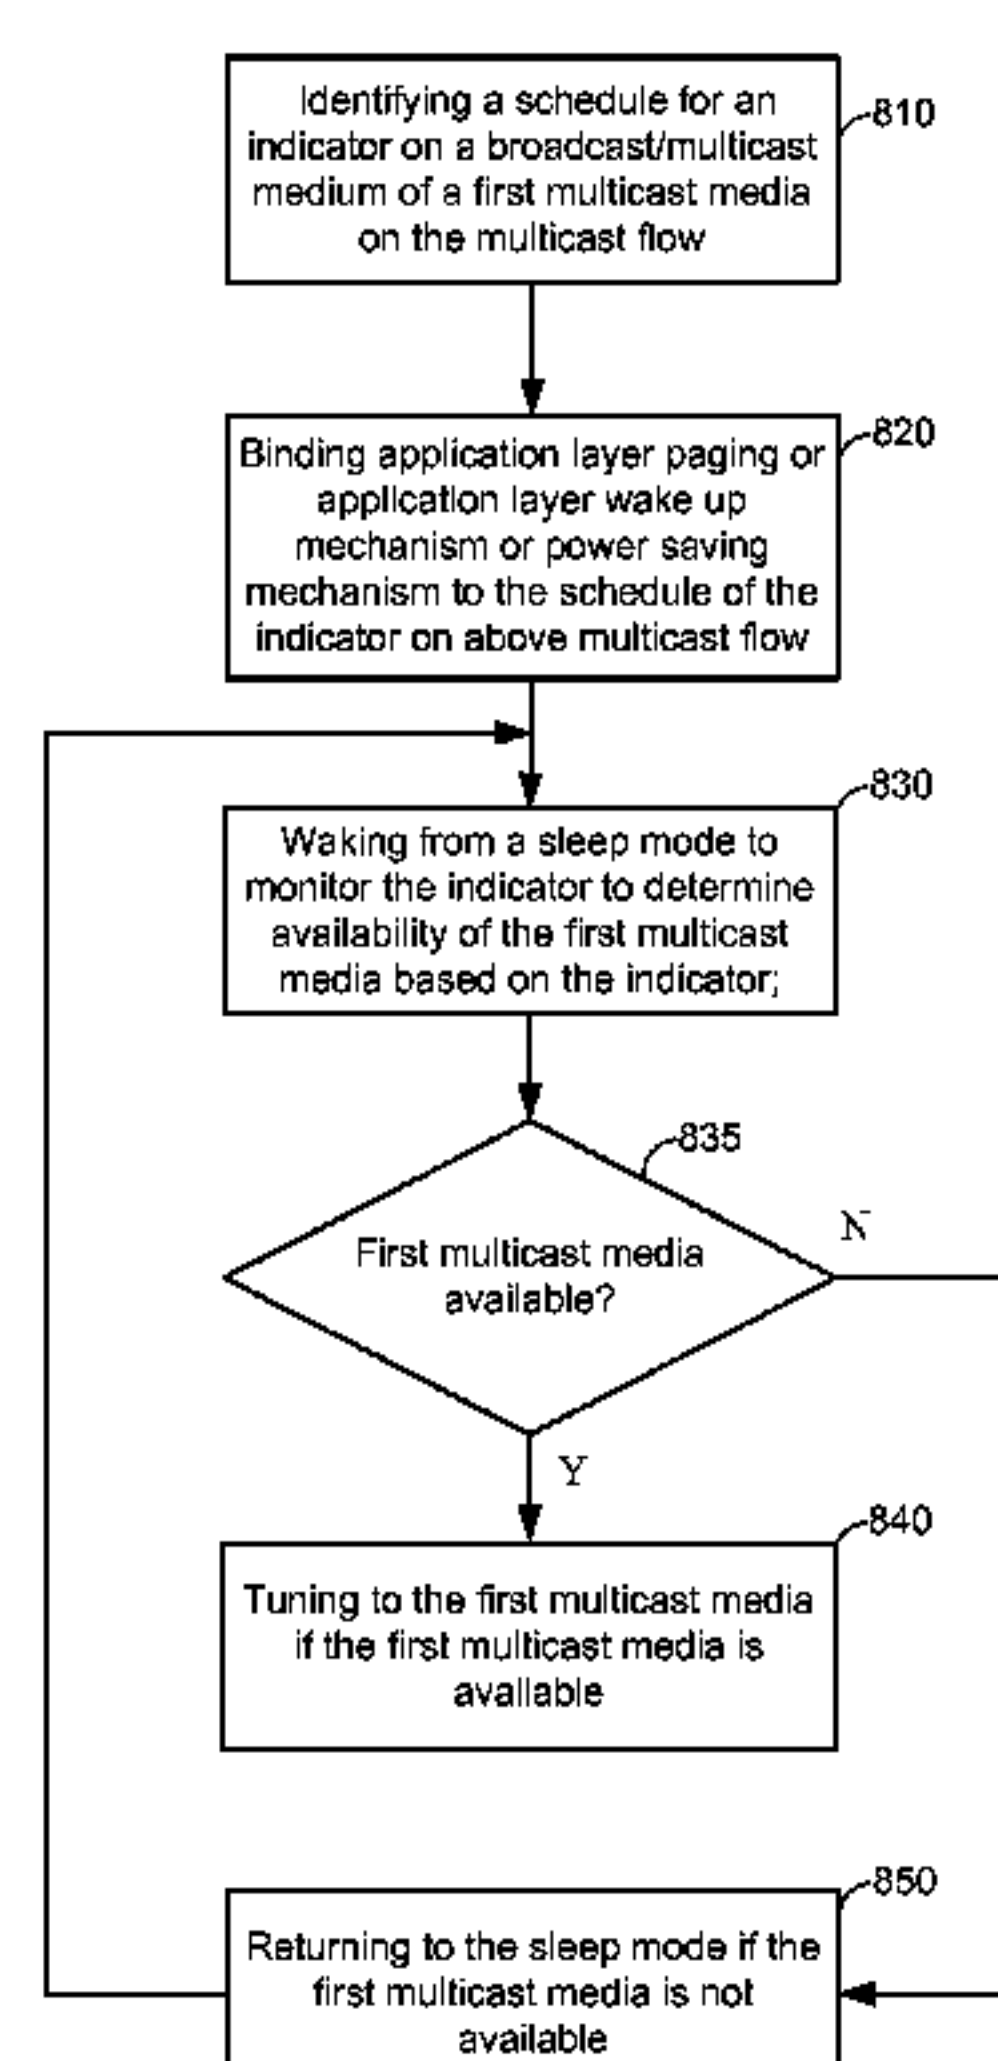 Identifying a schedule for an
indicator on a broadcast/multicast
medium of a first multicast media
on the multicast flow
810
Binding application layer paging or
application layer wake up
mechanism or power saving
mechanism to the schedule of the
indicator on above multicast flow
820
Waking from a sleep mode to
monitor the indicator to determine
availability of the first multicast
media based on the indicator;
830
835
First multicast media
available?
N
Y
Tuning to the first multicast media
if the first multicast media is
available
840
Returning to the sleep mode if the
first multicast media is not
available
850